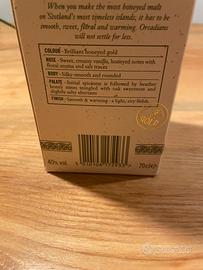 When you make the most honeyed malt
on Scotland's most timeless islands; it has to be
smooth, sweet, floral and warming. Orcadians
will not settle for less.
COLOUR - Brilliant honeyed gold
NOSE - Sweet, creamy vanilla, honeyed notes with
floral aroma and salt traces
BODY - Silky-smooth and rounded
PALATE - Initial spiciness is followed by heather
honey notes mingled with oak sweetness and
slightly salty
FINISH - Smooth & warming - a light, dry finish.
40% vol
70cl